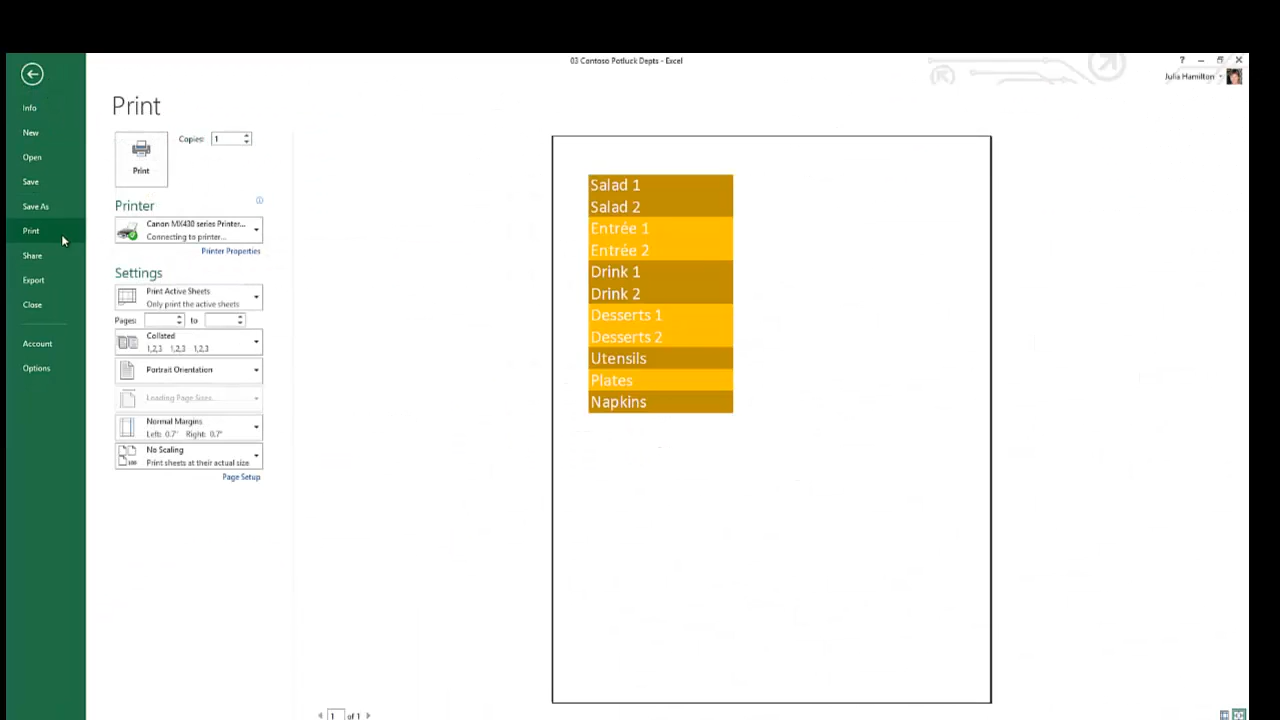 03 Contoso Potluck Depts - Excel
?
Julia Hamilton
Info
New
Open
Save
Save As
Print
Share
Export
Close
Account
Options
Print
Print
Copies: 1
Printer
Canon MX430 series Printer...
Connecting to printer...
Printer Properties
Settings
Print Active Sheets
Only print the active sheets
Pages: to
Collated
1,2,3 1,2,3 1,2,3
Portrait Orientation
Loading Page Sizes...
Normal Margins
Left: 0.7" Right: 0.7"
No Scaling
Print sheets at their actual size
Page Setup
Salad 1
Salad 2
Entrée 1
Entrée 2
Drink 1
Drink 2
Desserts 1
Desserts 2
Utensils
Plates
Napkins
1 of 1